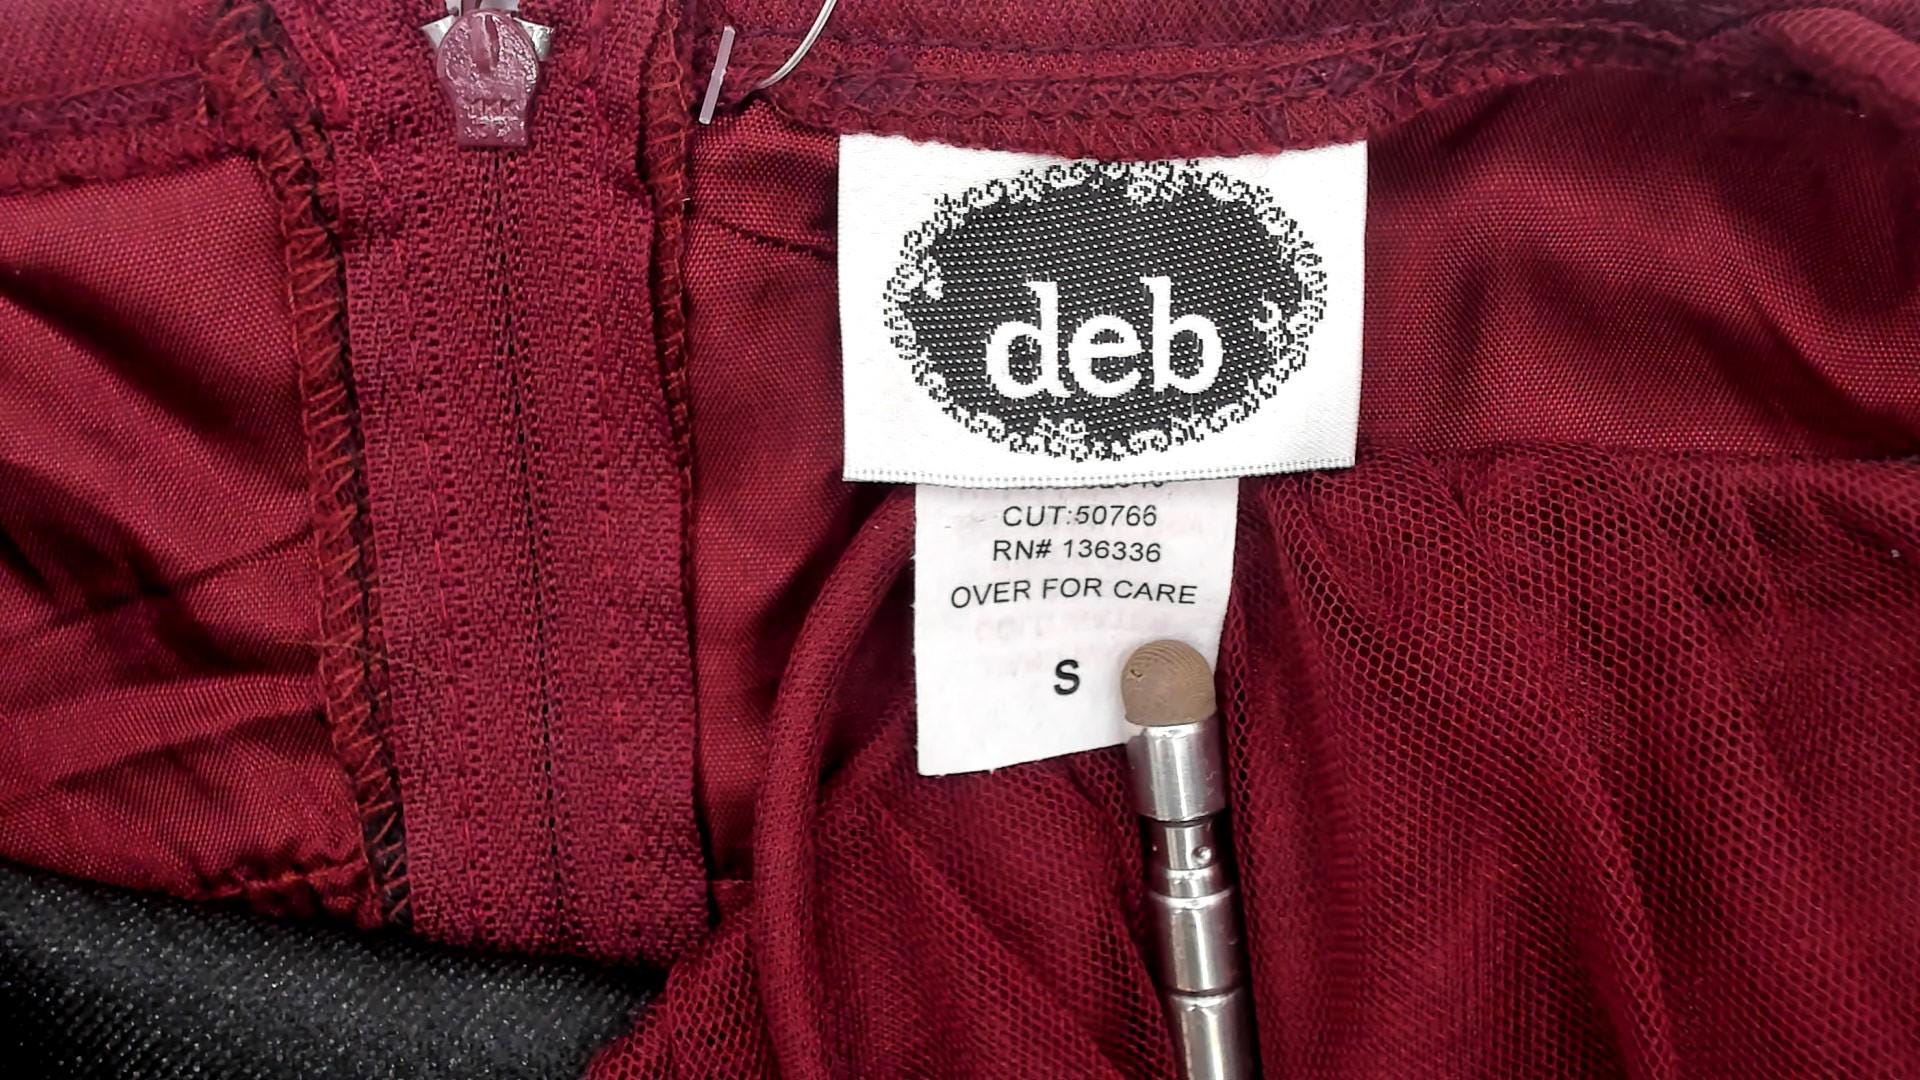 deb
CUT:50766
RN# 136336
OVER FOR CARE
S